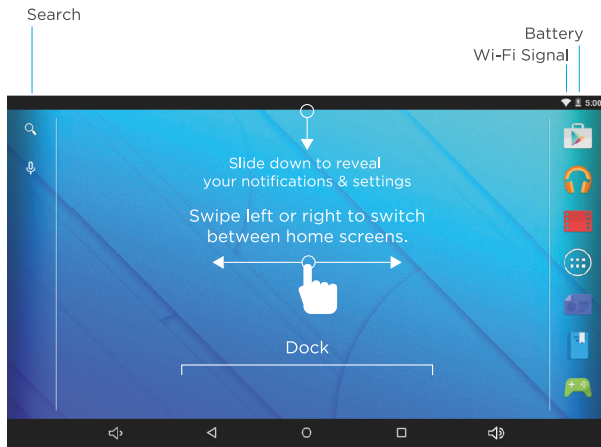 Search
Battery
Wi-Fi Signal
5.00
Slide down to reveal
your notifications & settings
Swipe left or right to switch
between home screens.
Dock